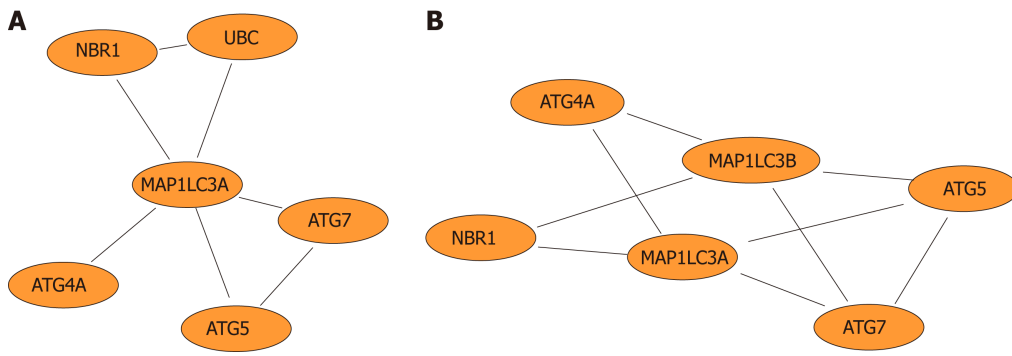 A
NBR1
UBC
MAP1LC3A
ATG7
ATG4A
ATG5
B
ATG4A
MAP1LC3B
ATG5
NBR1
MAP1LC3A
ATG7